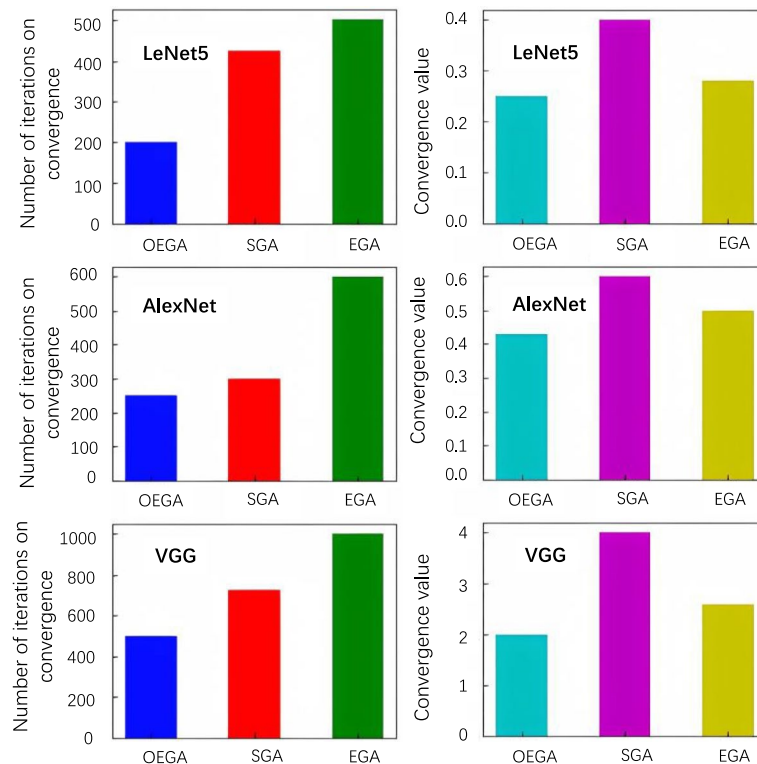 Number of iterations on
convergence
500
400
300
200
100
0
LeNet5
OEGA
SGA
EGA
Convergence value
0.4
0.3
0.2
0.1
0.0
LeNet5
OEGA
SGA
EGA
Number of iterations on
convergence
600
500
400
300
200
100
0
AlexNet
OEGA
SGA
EGA
Convergence value
0.6
0.5
0.4
0.3
0.2
0.1
0.0
AlexNet
OEGA
SGA
EGA
Number of iterations on
convergence
1000
800
600
400
200
0
VGG
OEGA
SGA
EGA
Convergence value
4
3
2
1
0
VGG
OEGA
SGA
EGA